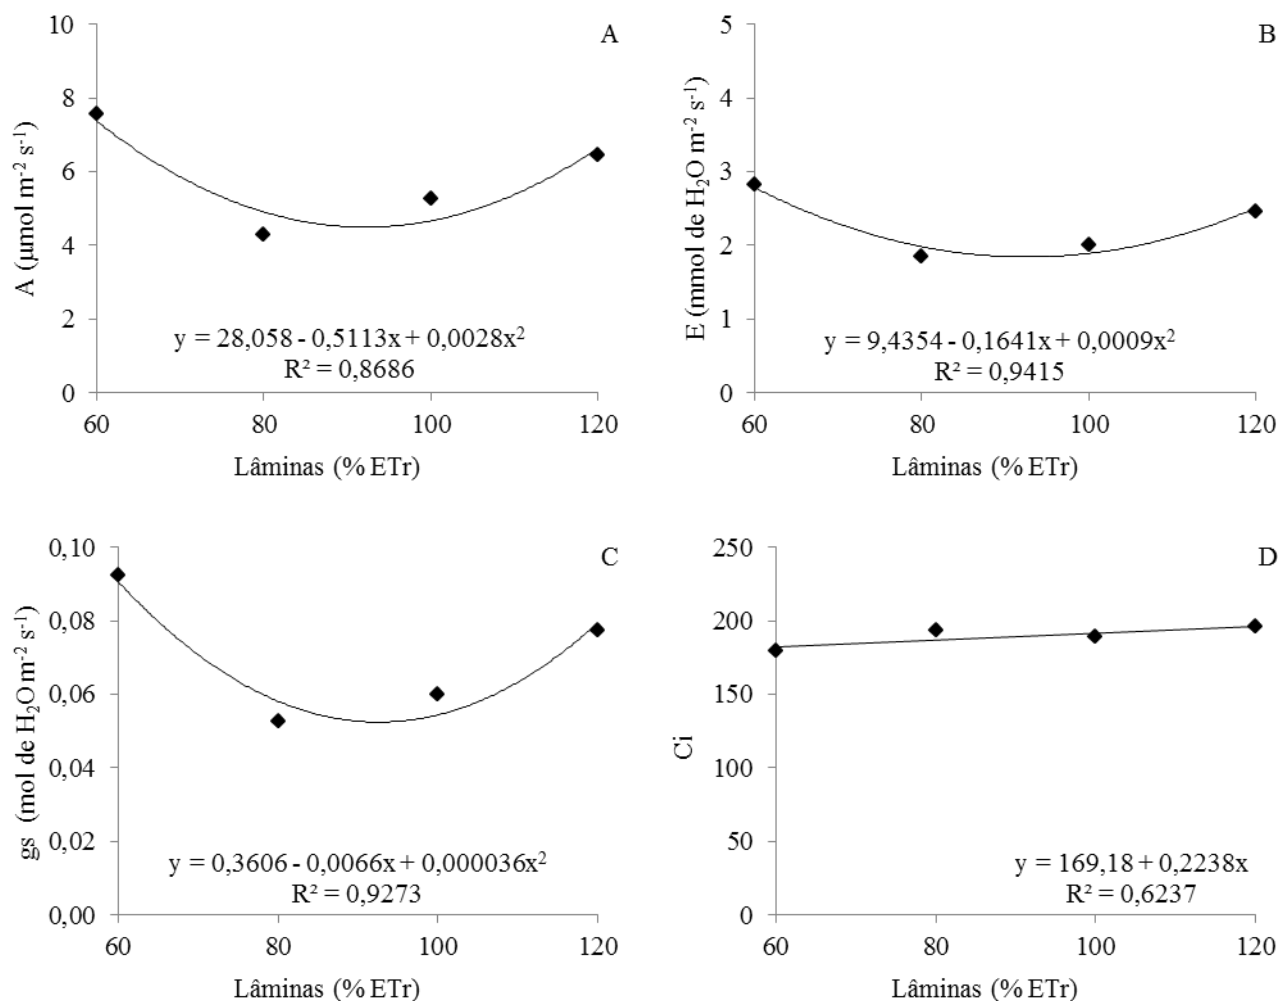 A
10
8
6
4
2
0
A (µmol m⁻² s⁻¹)
y = 28,058 - 0,5113x + 0,0028x²
R² = 0,8686
60 80 100 120
Lâminas (% ETr)
B
5
4
3
2
1
0
E (mmol de H₂O m⁻² s⁻¹)
y = 9,4354 - 0,1641x + 0,0009x²
R² = 0,9415
60 80 100 120
Lâminas (% ETr)
C
0,10
0,08
0,06
0,04
0,02
0,00
gs (mol de H₂O m⁻² s⁻¹)
y = 0,3606 - 0,0066x + 0,000036x²
R² = 0,9273
60 80 100 120
Lâminas (% ETr)
D
250
200
150
100
50
0
Ci
y = 169,18 + 0,2238x
R² = 0,6237
60 80 100 120
Lâminas (% ETr)